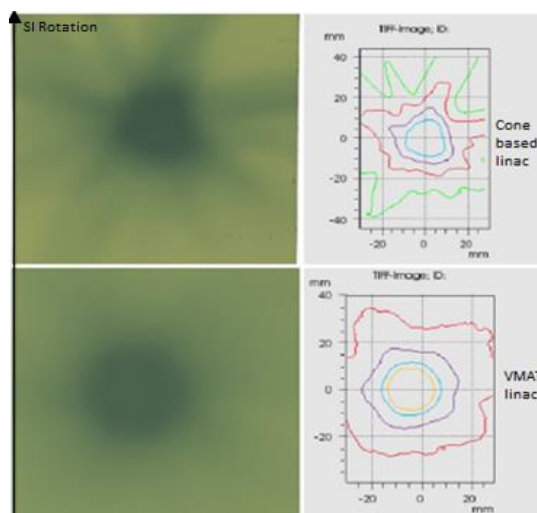 SI Rotation
TIFF-Image; ID:
mm
40
20
0
-20
-40
-20
0
20
mm
Cone
based
linac
TIFF-Image; ID:
mm
40
20
0
-20
-20
0
20
mm
VMAT
linac